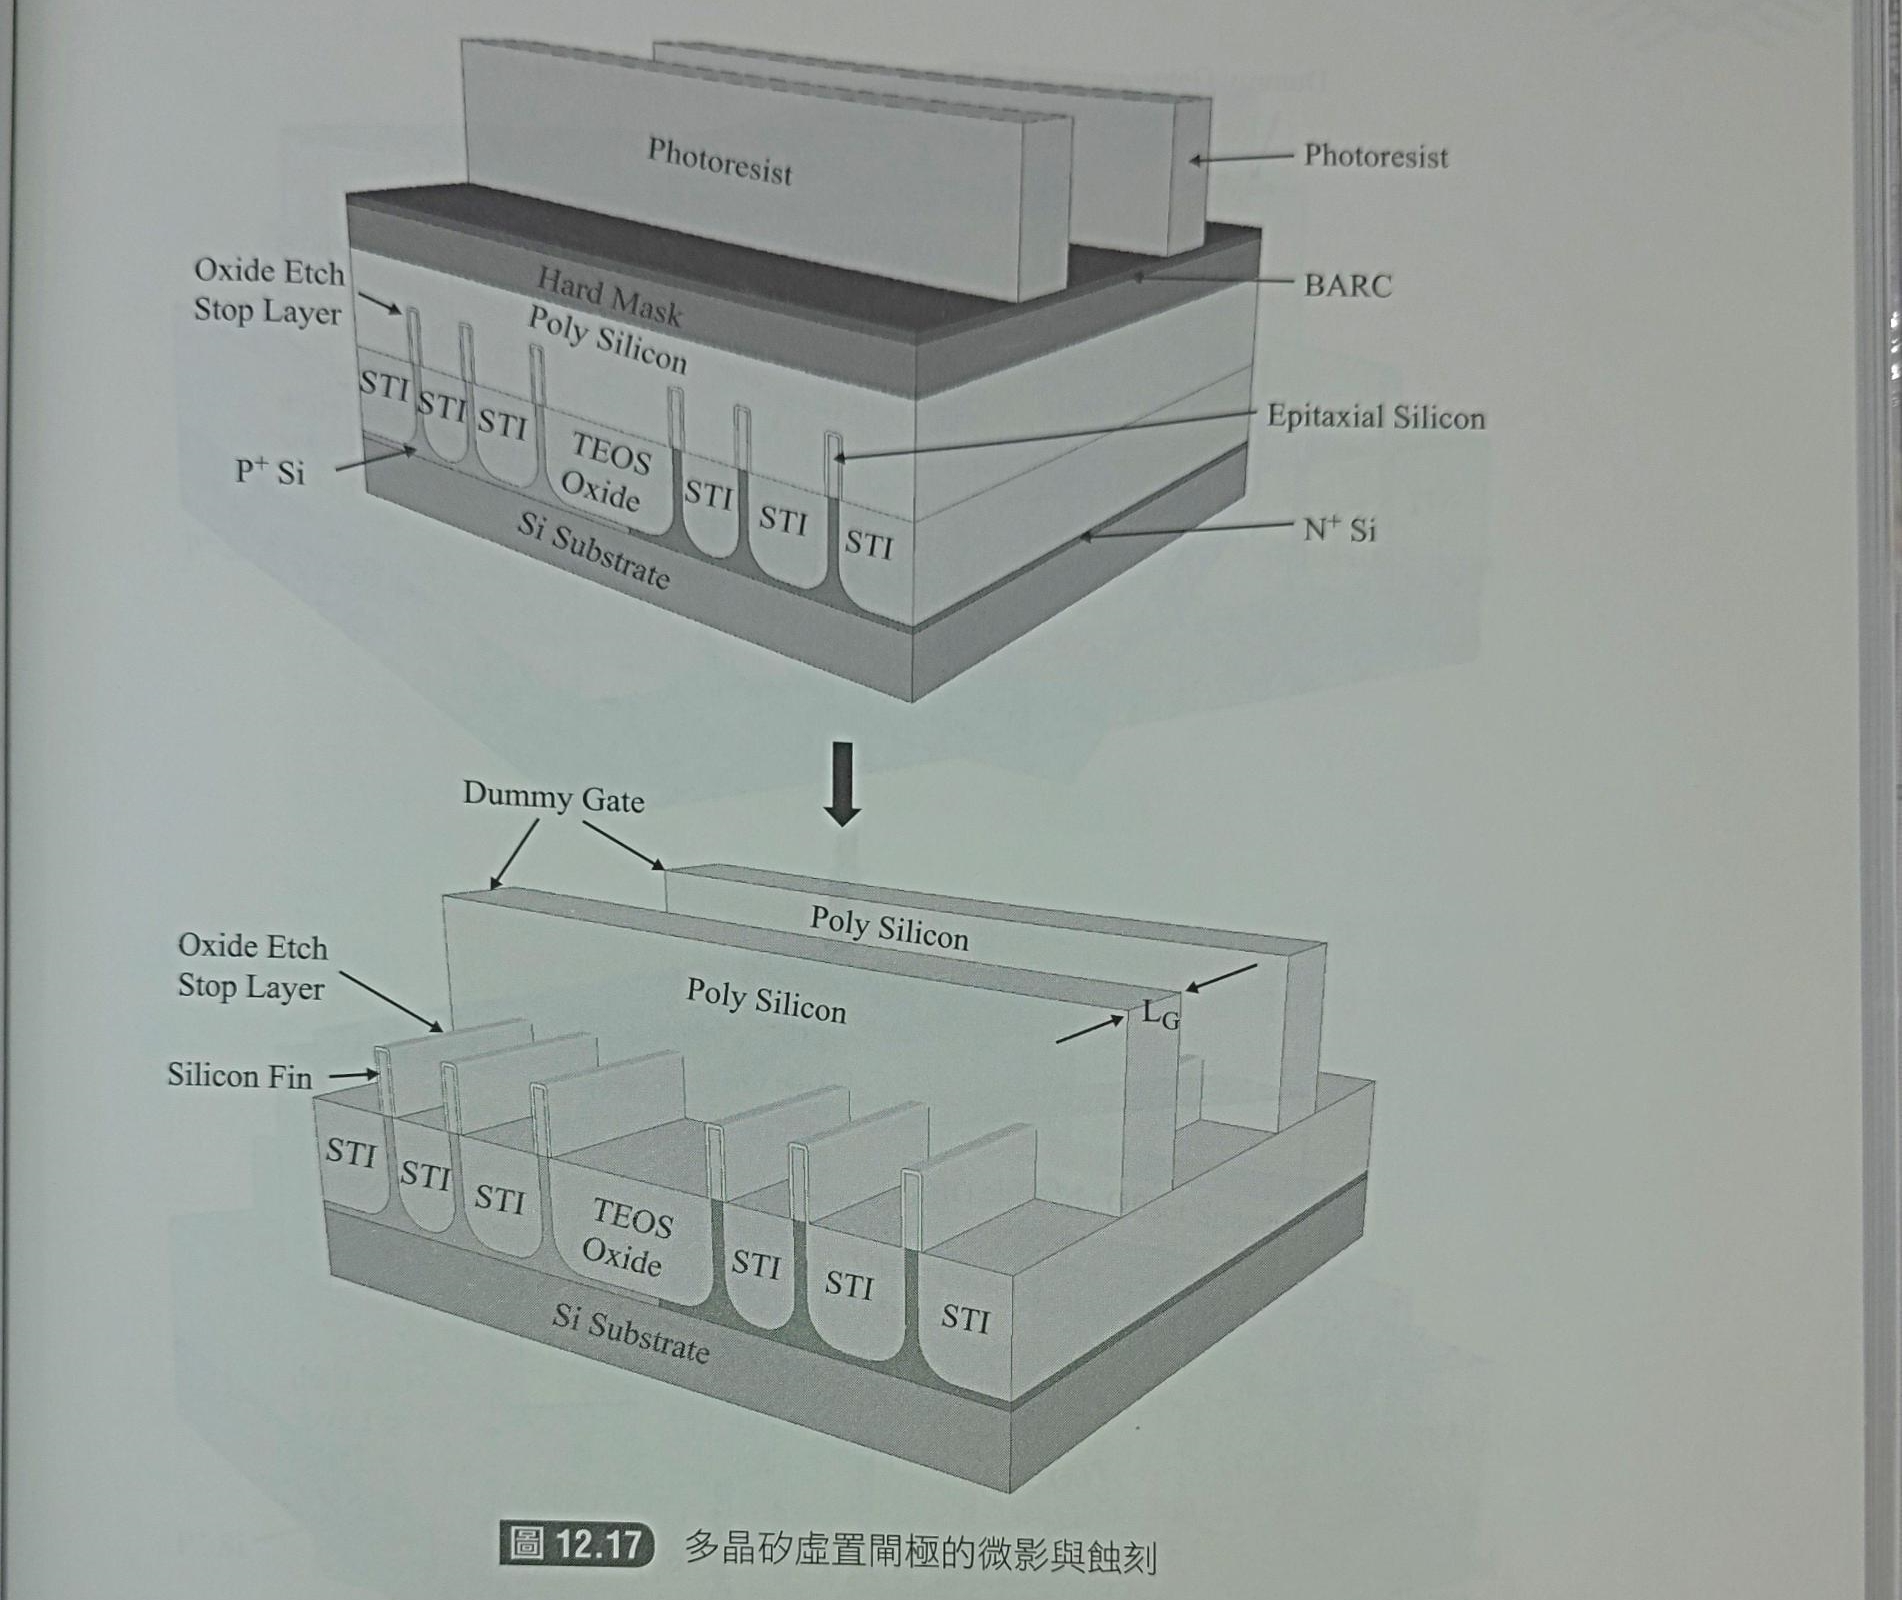 Photoresist
Photoresist
Hard Mask
BARC
Oxide Etch
Stop Layer
Poly Silicon
STI
STI
STI
TEOS
Oxide
STI
STI
STI
Epitaxial Silicon
P+ Si
Si Substrate
N+ Si
Dummy Gate
Poly Silicon
Oxide Etch
Stop Layer
Poly Silicon
LG
Silicon Fin
STI
STI
STI
TEOS
Oxide
STI
STI
STI
Si Substrate
圖 12.17 多晶矽虛置閘極的微影與蝕刻